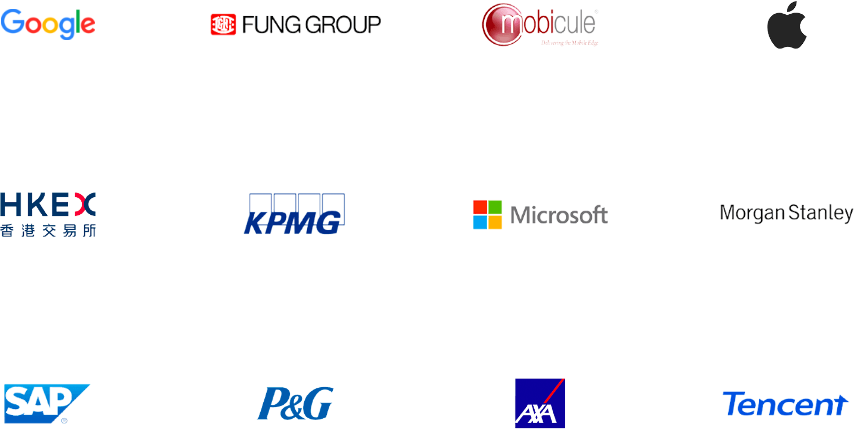 Google
FUNG GROUP
mobicule
HKEX
香港交易所
KPMG
Microsoft
Morgan Stanley
SAP
P&G
AXA
Tencent